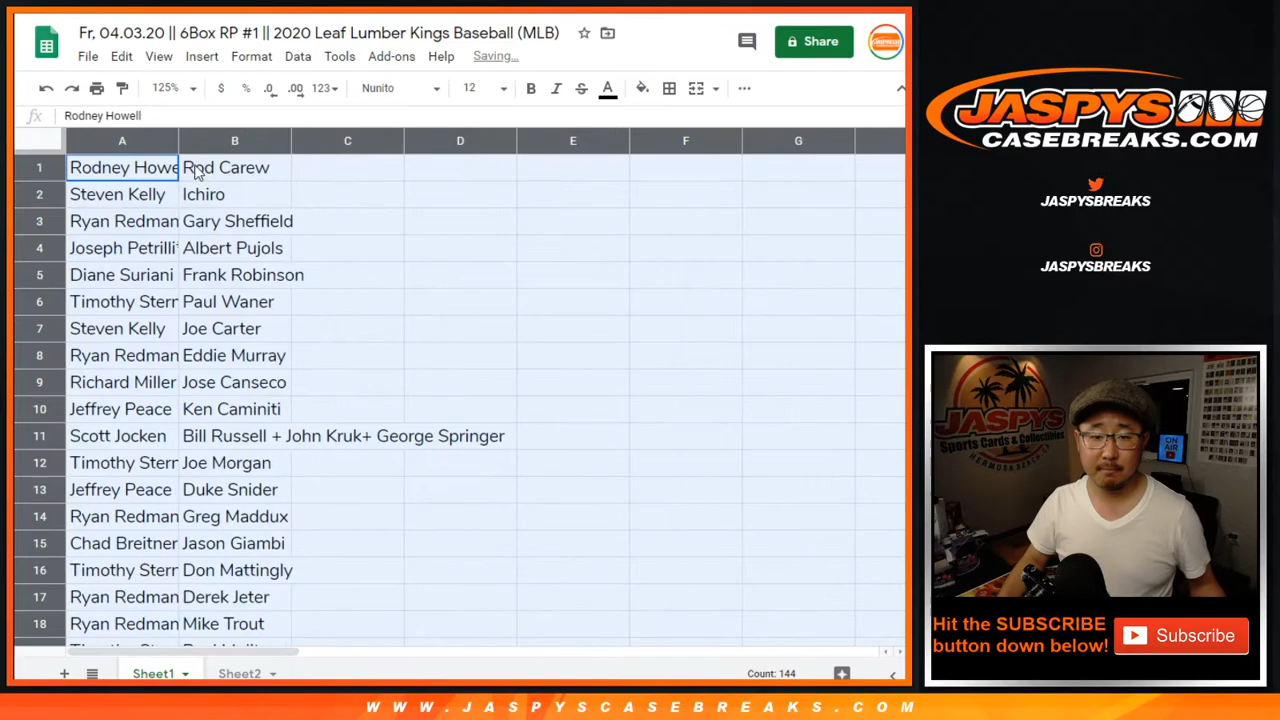 Fr, 04.03.20 || 6Box RP #1 || 2020 Leaf Lumber Kings Baseball (MLB)
File Edit View Insert Format Data Tools Add-ons Help Saving...
Share
125% $ % .0 .00 123 Nunito 12 B I S A
fx Rodney Howell
A B C D E F G
1 Rodney Howe Rod Carew
2 Steven Kelly Ichiro
3 Ryan Redman Gary Sheffield
4 Joseph Petrilli Albert Pujols
5 Diane Suriani Frank Robinson
6 Timothy Stern Paul Waner
7 Steven Kelly Joe Carter
8 Ryan Redman Eddie Murray
9 Richard Miller Jose Canseco
10 Jeffrey Peace Ken Caminiti
11 Scott Jocken Bill Russell + John Kruk+ George Springer
12 Timothy Stern Joe Morgan
13 Jeffrey Peace Duke Snider
14 Ryan Redman Greg Maddux
15 Chad Breitner Jason Giambi
16 Timothy Stern Don Mattingly
17 Ryan Redman Derek Jeter
18 Ryan Redman Mike Trout
Sheet1 Sheet2 Count: 144
JASPYS
CASEBREAKS.COM
JASPYSBREAKS
JASPYSBREAKS
JASPYS
Sports Cards & Collectibles
HERMOSA BEACH
ON AIR
Hit the SUBSCRIBE
button down below!
Subscribe
WWW.JASPYSCASEBREAKS.COM